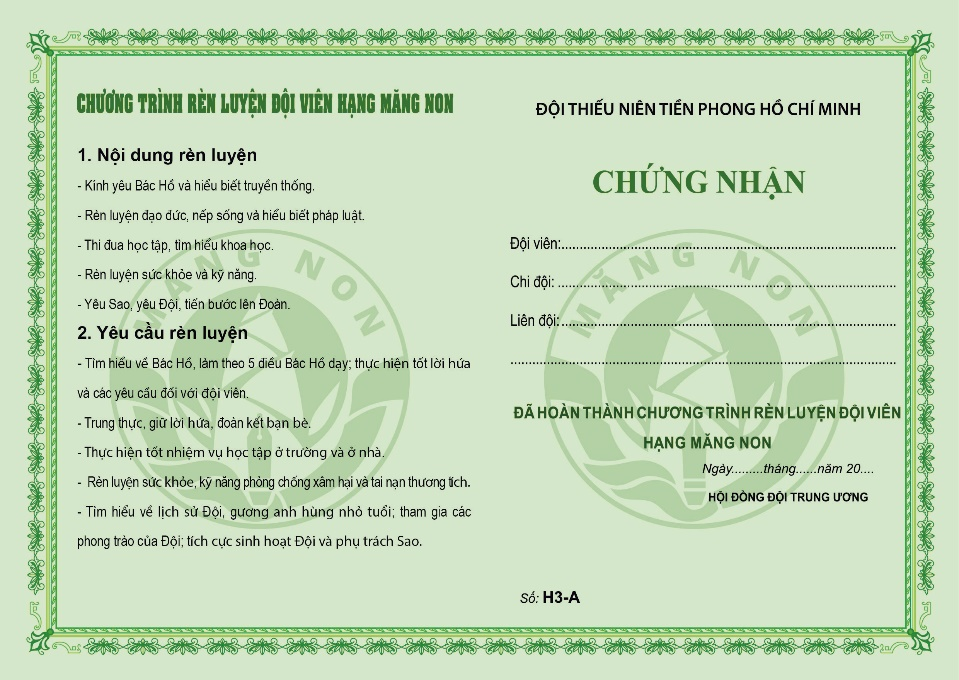 CHƯƠNG TRÌNH RÈN LUYỆN ĐỘI VIÊN HẠNG MĂNG NON
1. Nội dung rèn luyện
- Kính yêu Bác Hồ và hiểu biết truyền thống.
- Rèn luyện đạo đức, nếp sống và hiểu biết pháp luật.
- Thi đua học tập, tìm hiểu khoa học.
- Rèn luyện sức khỏe và kỹ năng.
- Yêu Sao, yêu Đội, tiến bước lên Đoàn.
2. Yêu cầu rèn luyện
- Tìm hiểu về Bác Hồ, làm theo 5 điều Bác Hồ dạy; thực hiện tốt lời hứa
và các yêu cầu đối với đội viên.
- Trung thực, giữ lời hứa, đoàn kết bạn bè.
- Thực hiện tốt nhiệm vụ học tập ở trường và ở nhà.
- Rèn luyện sức khỏe, kỹ năng phòng chống xâm hại và tai nạn thương tích.
- Tìm hiểu về lịch sử Đội, gương anh hùng nhỏ tuổi; tham gia các
phong trào của Đội; tích cực sinh hoạt Đội và phụ trách Sao.
MĂNG NON
ĐỘI THIẾU NIÊN TIỀN PHONG HỒ CHÍ MINH
CHỨNG NHẬN
Đội viên:..........................................................................................
Chi đội: ..........................................................................................
Liên đội:..........................................................................................
..........................................................................................................
MĂNG NON
ĐÃ HOÀN THÀNH CHƯƠNG TRÌNH RÈN LUYỆN ĐỘI VIÊN
HẠNG MĂNG NON
Ngày.........tháng......năm 20....
HỘI ĐỒNG ĐỘI TRUNG ƯƠNG
Số: H3-A